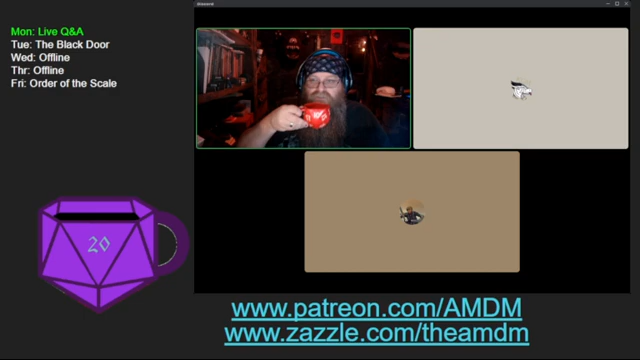 Mon: Live Q&A
Tue: The Black Door
Wed: Offline
Thr: Offline
Fri: Order of the Scale
discord
20
www.patreon.com/AMDM
www.zazzle.com/theamdm